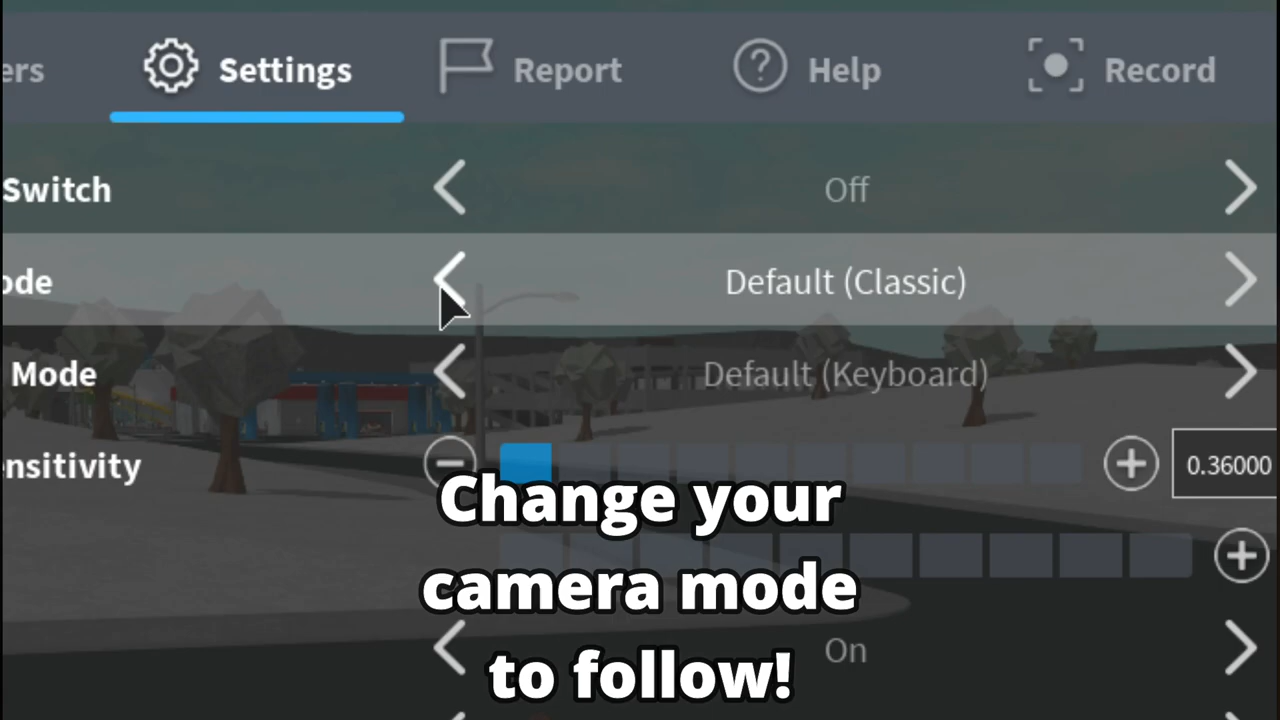 ers Settings Report Help Record
Switch Off
ode Default (Classic)
Mode Default (Keyboard)
nsitivity 0.36000
Change your
camera mode
On
to follow!